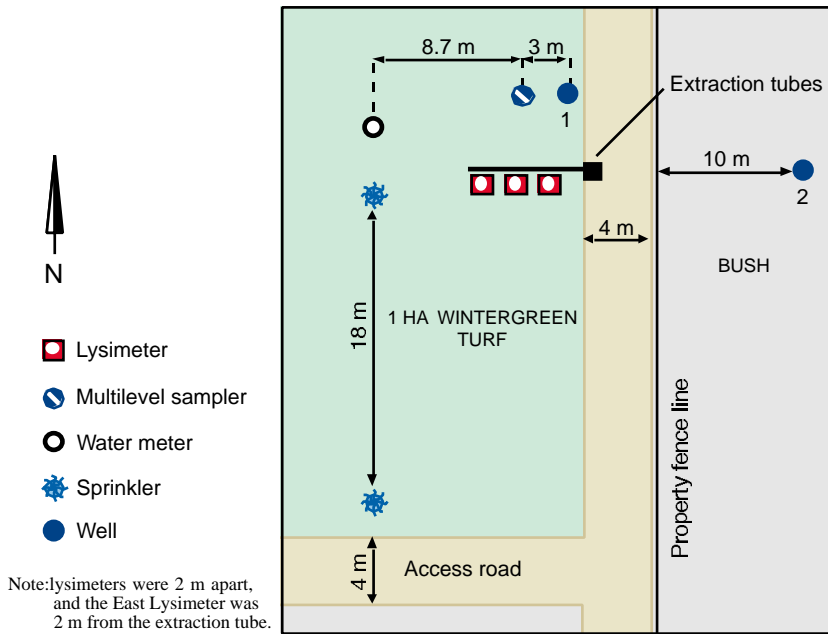 8.7 m
3 m
1
Extraction tubes
10 m
2
4 m
N
BUSH
18 m
1 HA WINTERGREEN
TURF
Lysimeter
Multilevel sampler
Water meter
Sprinkler
Well
Property fence line
4 m
Access road
Note:lysimeters were 2 m apart,
and the East Lysimeter was
2 m from the extraction tube.